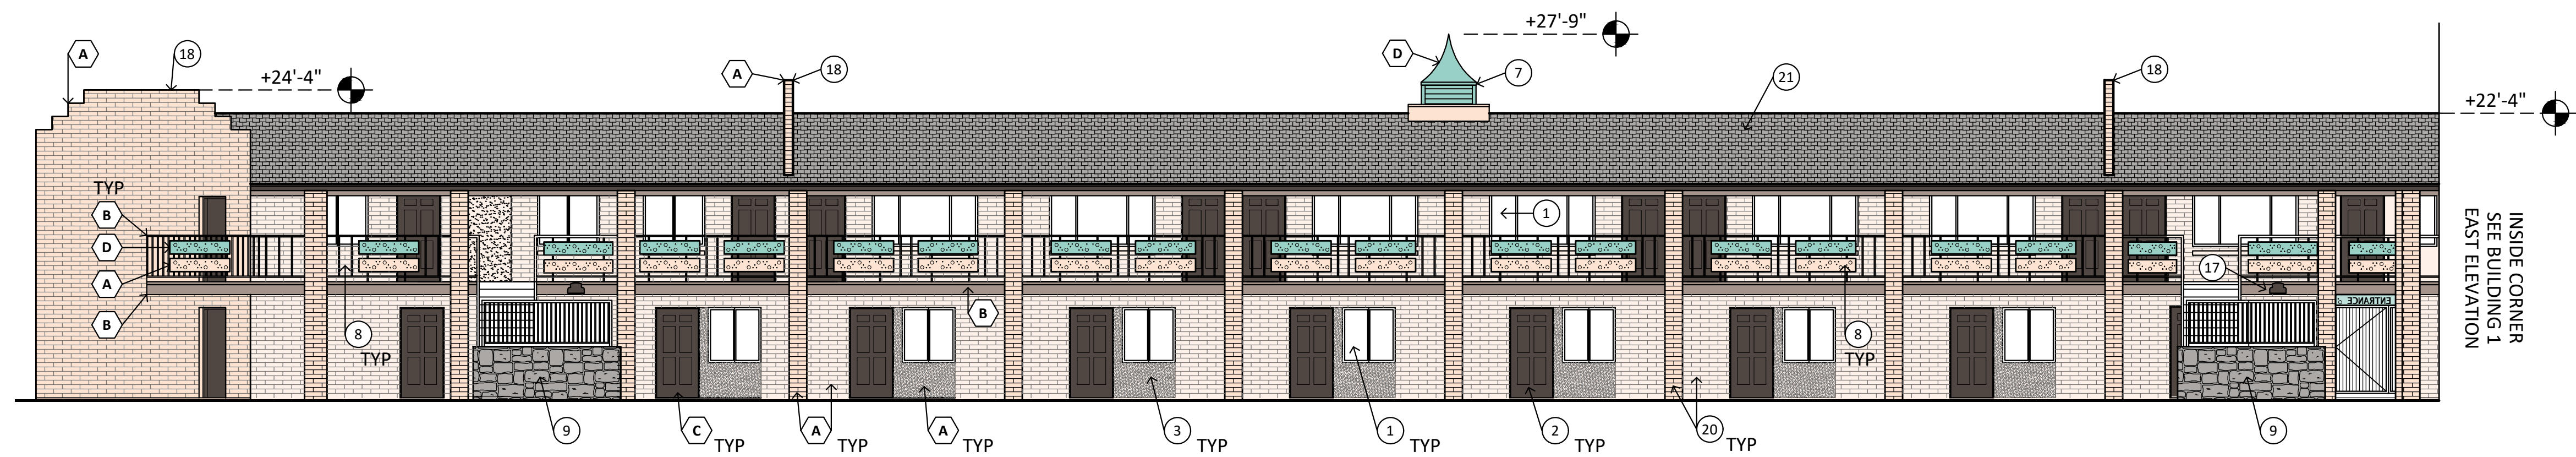 +27'-9"
A
18
+24'-4"
A
18
D
7
21
18
+22'-4"
TYP
B
D
A
B
1
17
8
TYP
B
8
TYP
ENTRANCE
INSIDE CORNER
SEE BUILDING 1
EAST ELEVATION
9
C TYP
A TYP
A TYP
3 TYP
1 TYP
2 TYP
20 TYP
9